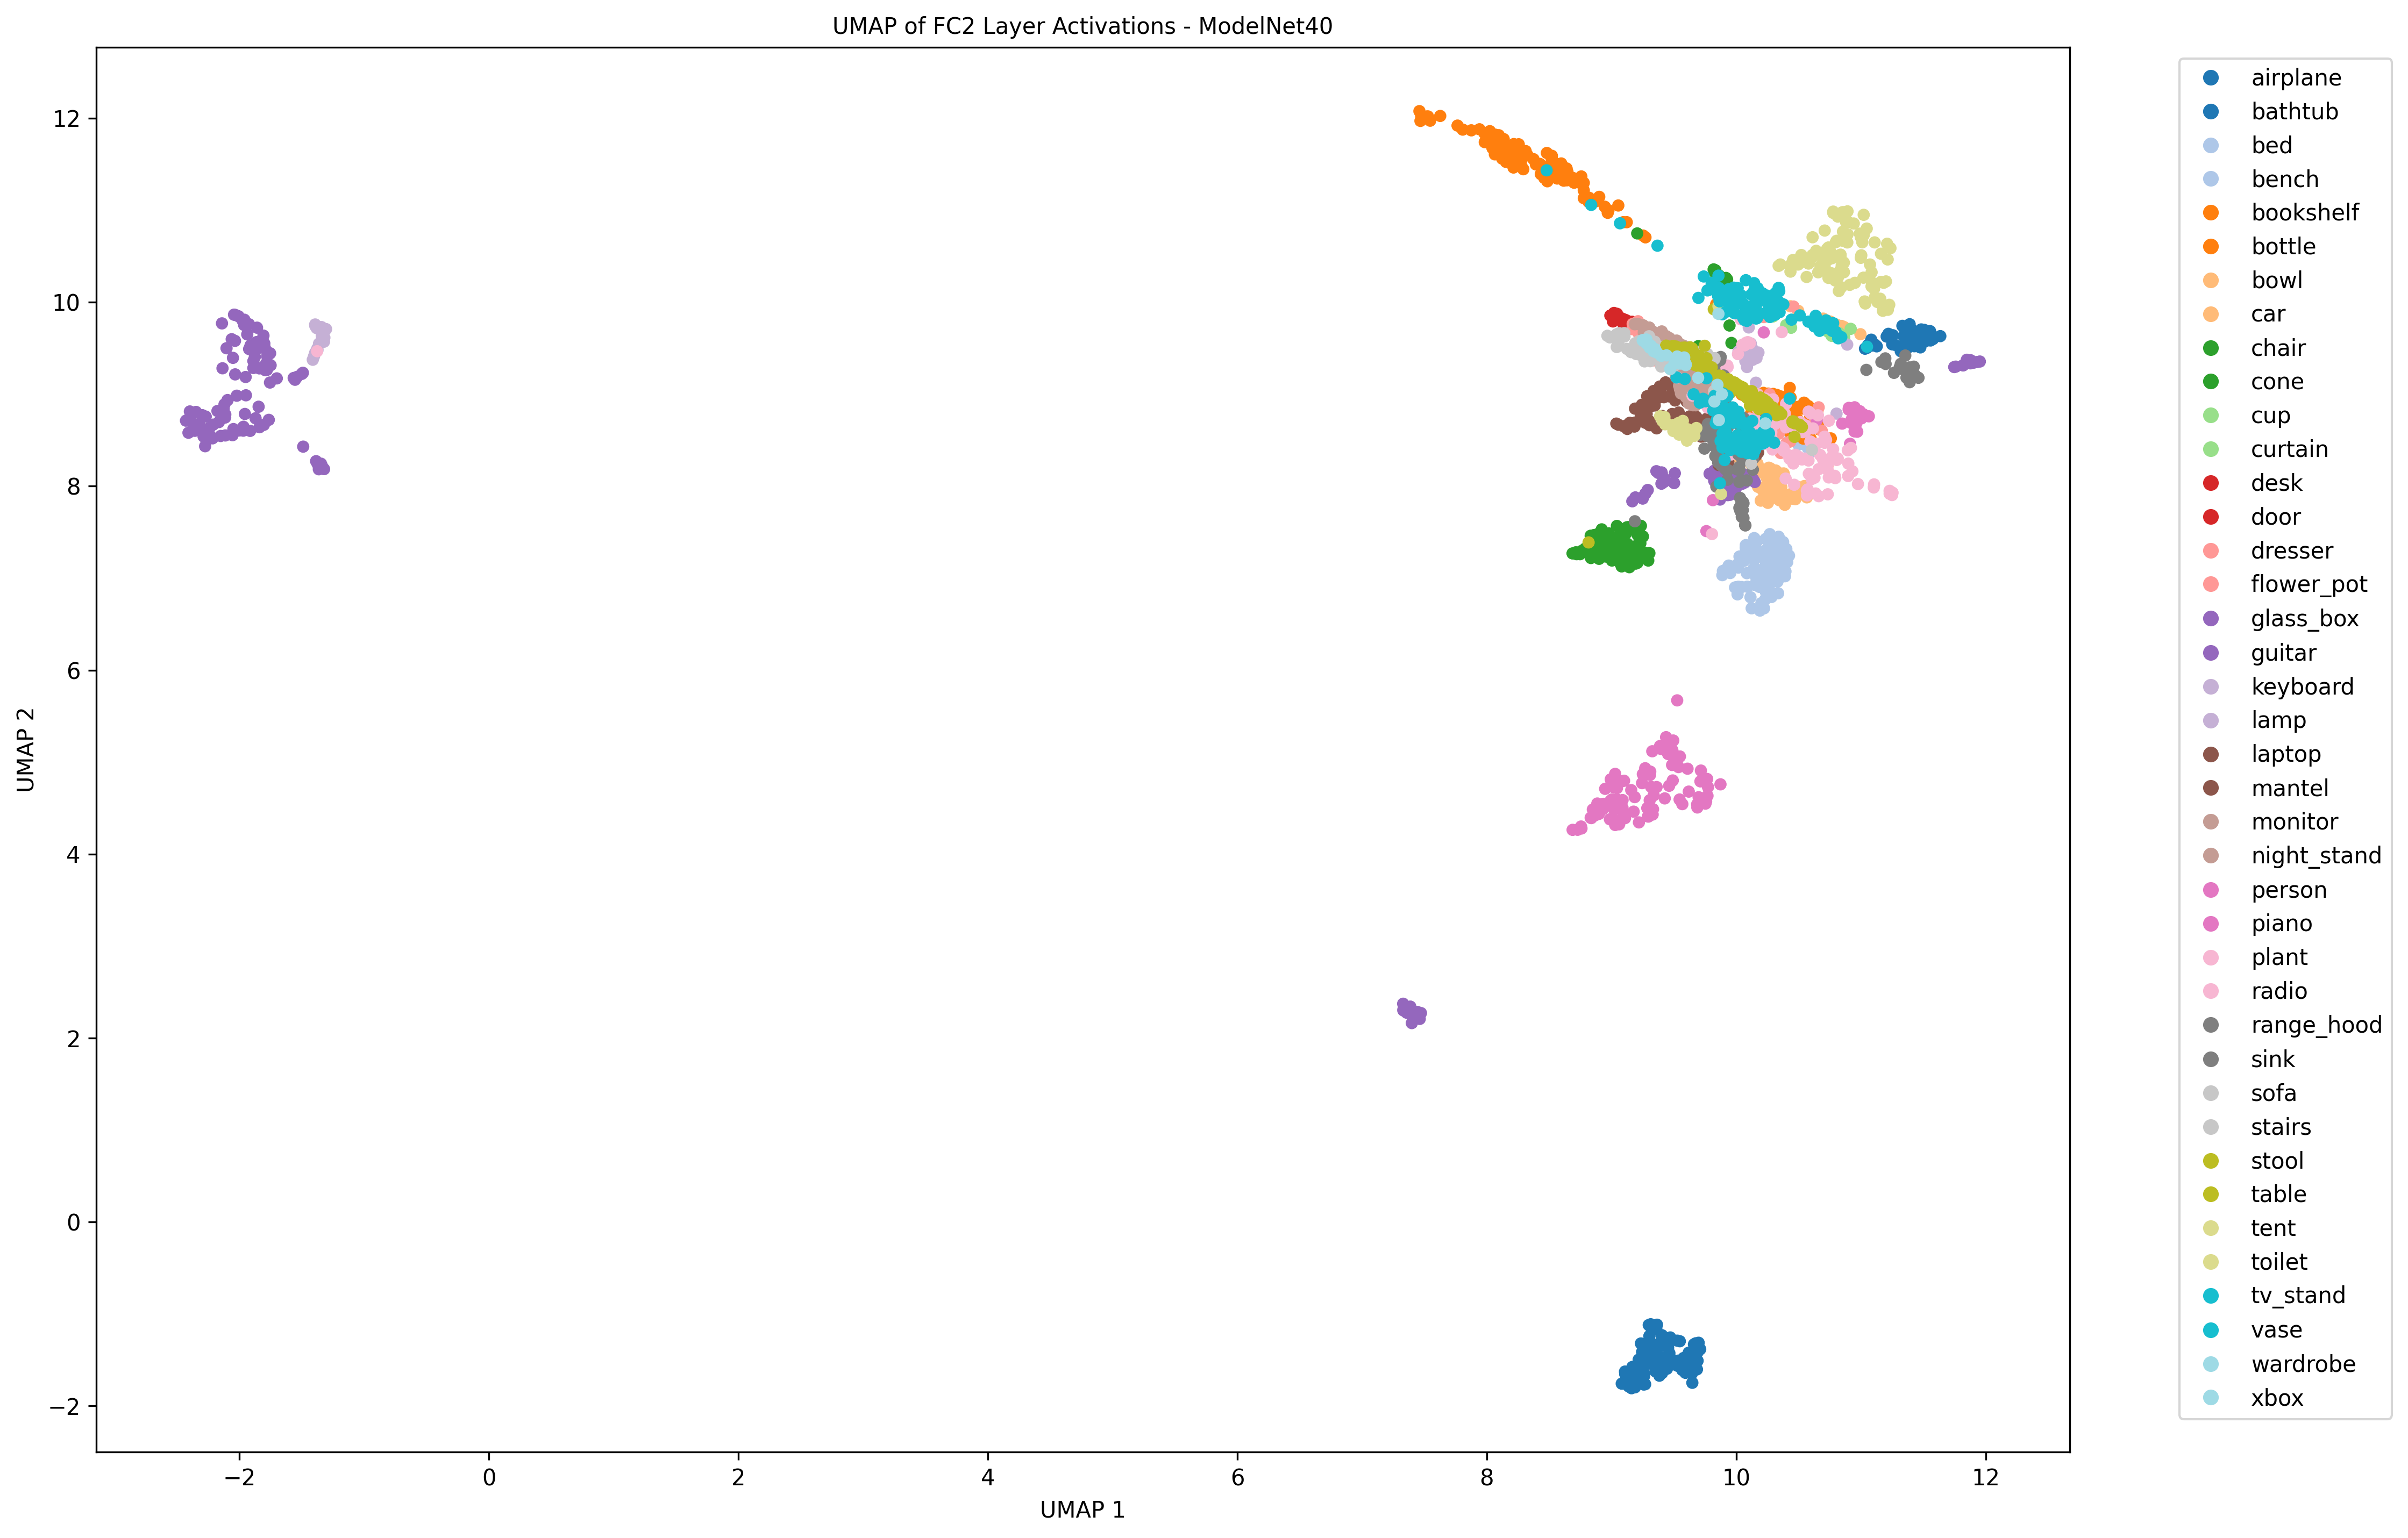 UMAP of FC2 Layer Activations - ModelNet40
12
10
8
6
4
2
0
−2
UMAP 2
−2
0
2
4
6
8
10
12
UMAP 1
airplane
bathtub
bed
bench
bookshelf
bottle
bowl
car
chair
cone
cup
curtain
desk
door
dresser
flower_pot
glass_box
guitar
keyboard
lamp
laptop
mantel
monitor
night_stand
person
piano
plant
radio
range_hood
sink
sofa
stairs
stool
table
tent
toilet
tv_stand
vase
wardrobe
xbox